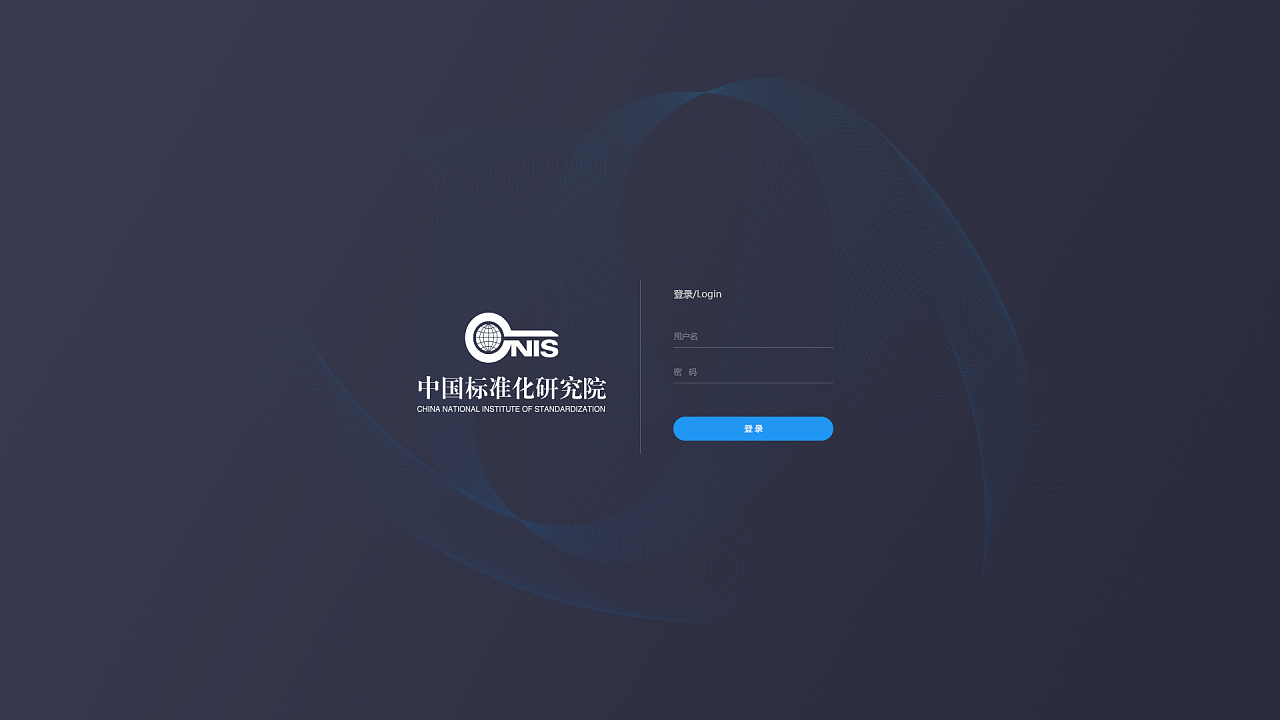 CNIS
中国标准化研究院
CHINA NATIONAL INSTITUTE OF STANDARDIZATION
登录/Login
用户名
密 码
登 录